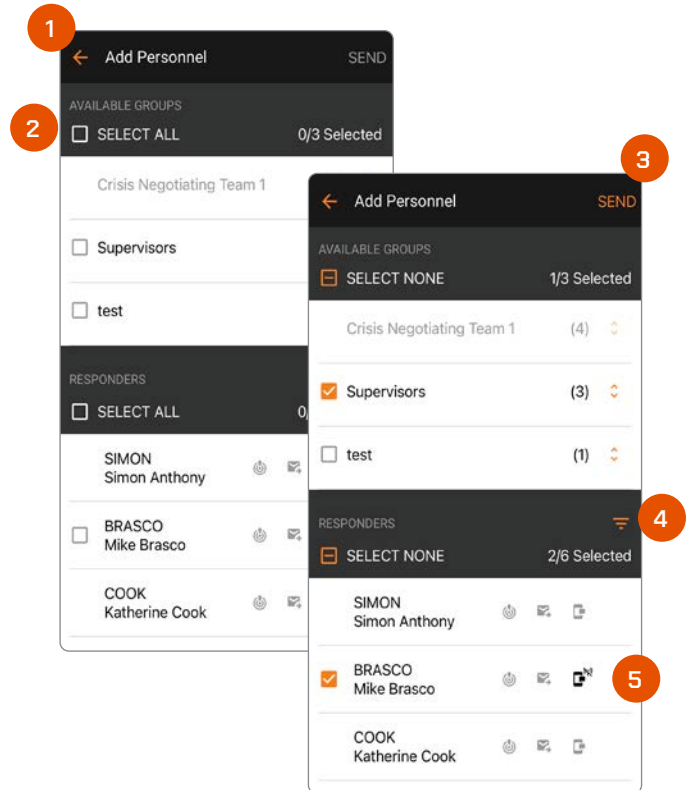 1
Add Personnel SEND
AVAILABLE GROUPS
2
SELECT ALL 0/3 Selected
Crisis Negotiating Team 1
Supervisors
test
RESPONDERS
SELECT ALL 0/
SIMON
Simon Anthony
BRASCO
Mike Brasco
COOK
Katherine Cook
3
Add Personnel SEND
AVAILABLE GROUPS
SELECT NONE 1/3 Selected
Crisis Negotiating Team 1 (4)
Supervisors (3)
test (1)
RESPONDERS
4
SELECT NONE 2/6 Selected
SIMON
Simon Anthony
BRASCO
Mike Brasco
5
COOK
Katherine Cook